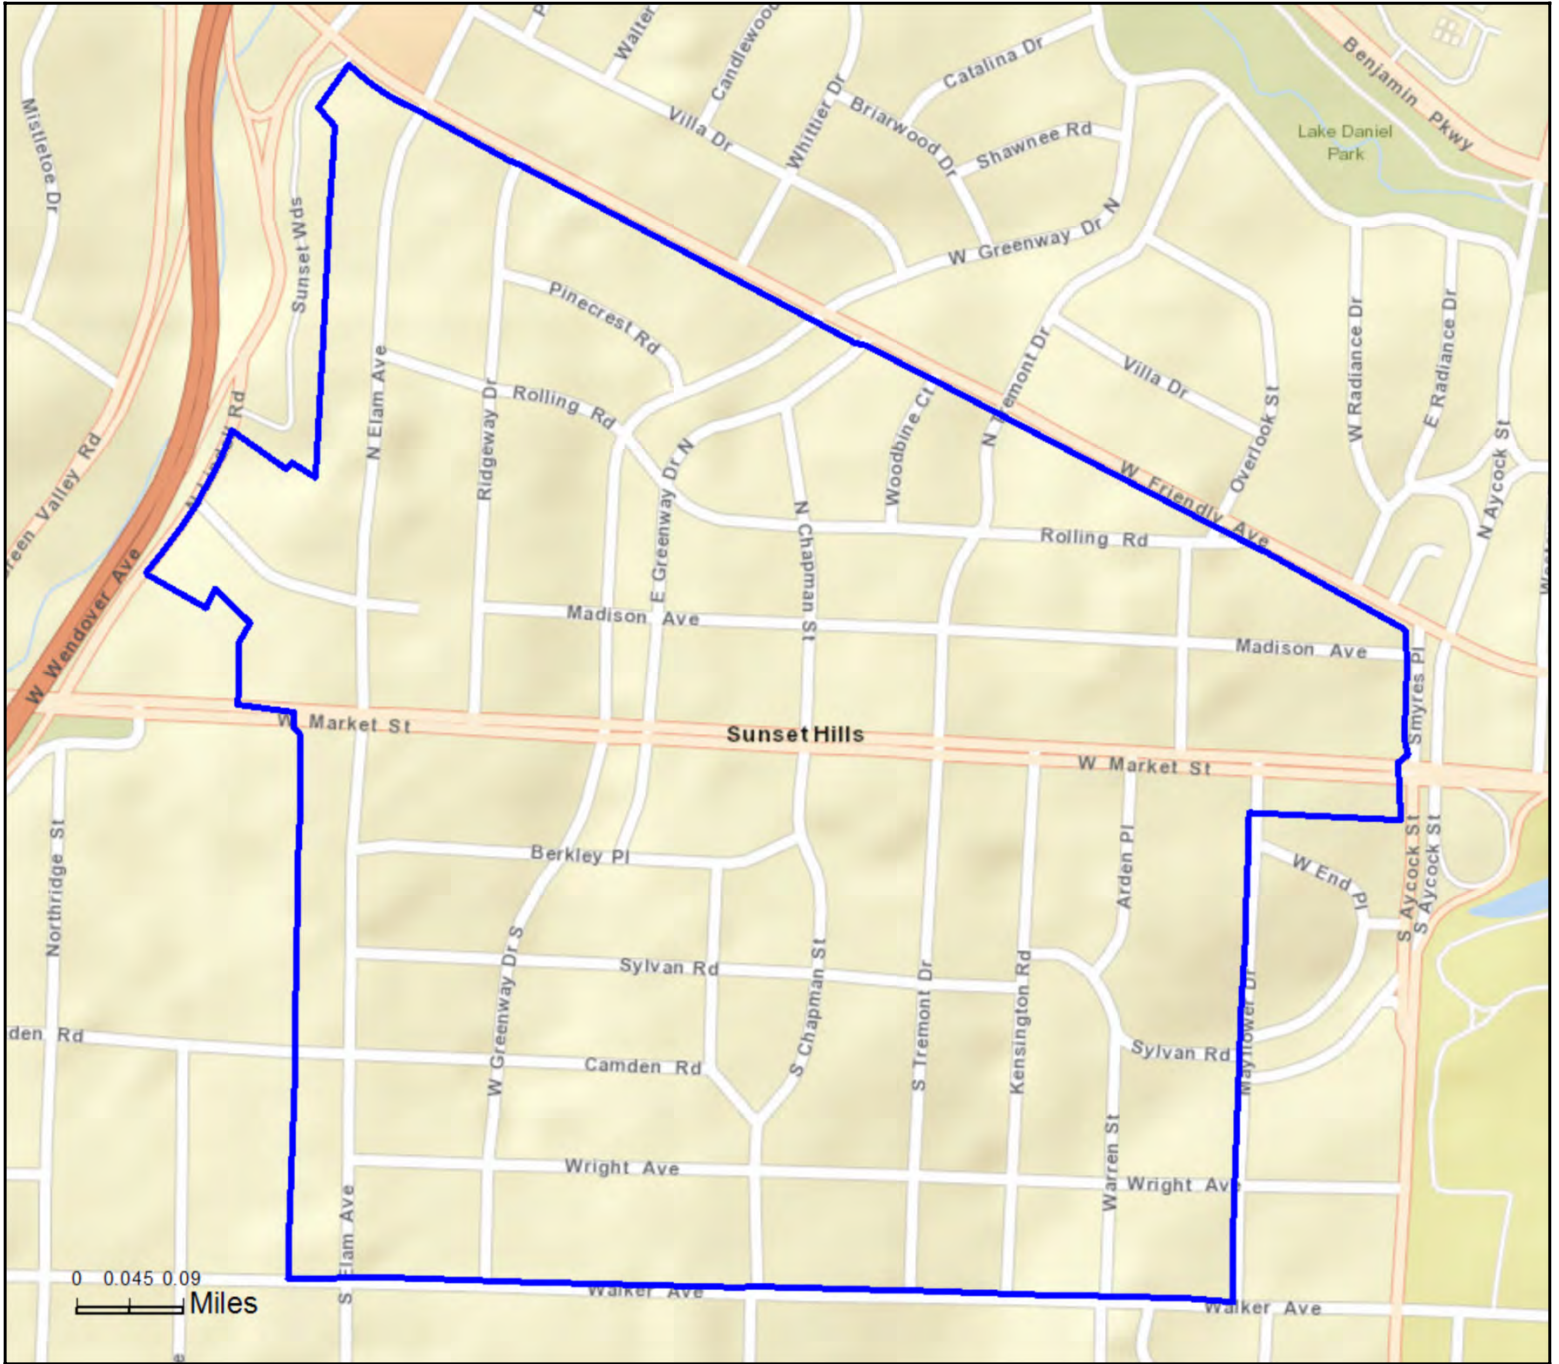 Mistletoe Dr
Walter
Candlewood
Villa Dr
Whittier Dr
Catalina Dr
Briarwood Dr
Shawnee Rd
Benjamin Pkwy
Lake Daniel
Park
Sunset Wds
W Greenway Dr N
Pinecrest Rd
N Elam Ave
Ridgeway Dr
Rolling Rd
N Tremont Dr
Villa Dr
Overlook St
W Radiance Dr
E Radiance Dr
N Aycock St
Woodbine Ct
E Greenway Dr N
N Chapman St
W Friendly Ave
Rolling Rd
een Valley Rd
W Wendover Ave
Madison Ave
Madison Ave
Smyres Pl
W Market St
Sunset Hills
W Market St
Northridge St
Berkley Pl
Arden Pl
W End Pl
S Aycock St
S Aycock St
W Greenway Dr S
Sylvan Rd
S Chapman St
S Tremont Dr
Kensington Rd
Mayflower Dr
den Rd
Camden Rd
Sylvan Rd
Warren St
Wright Ave
Wright Ave
S Elam Ave
0 0.045 0.09
Miles
Walker Ave
Walker Ave